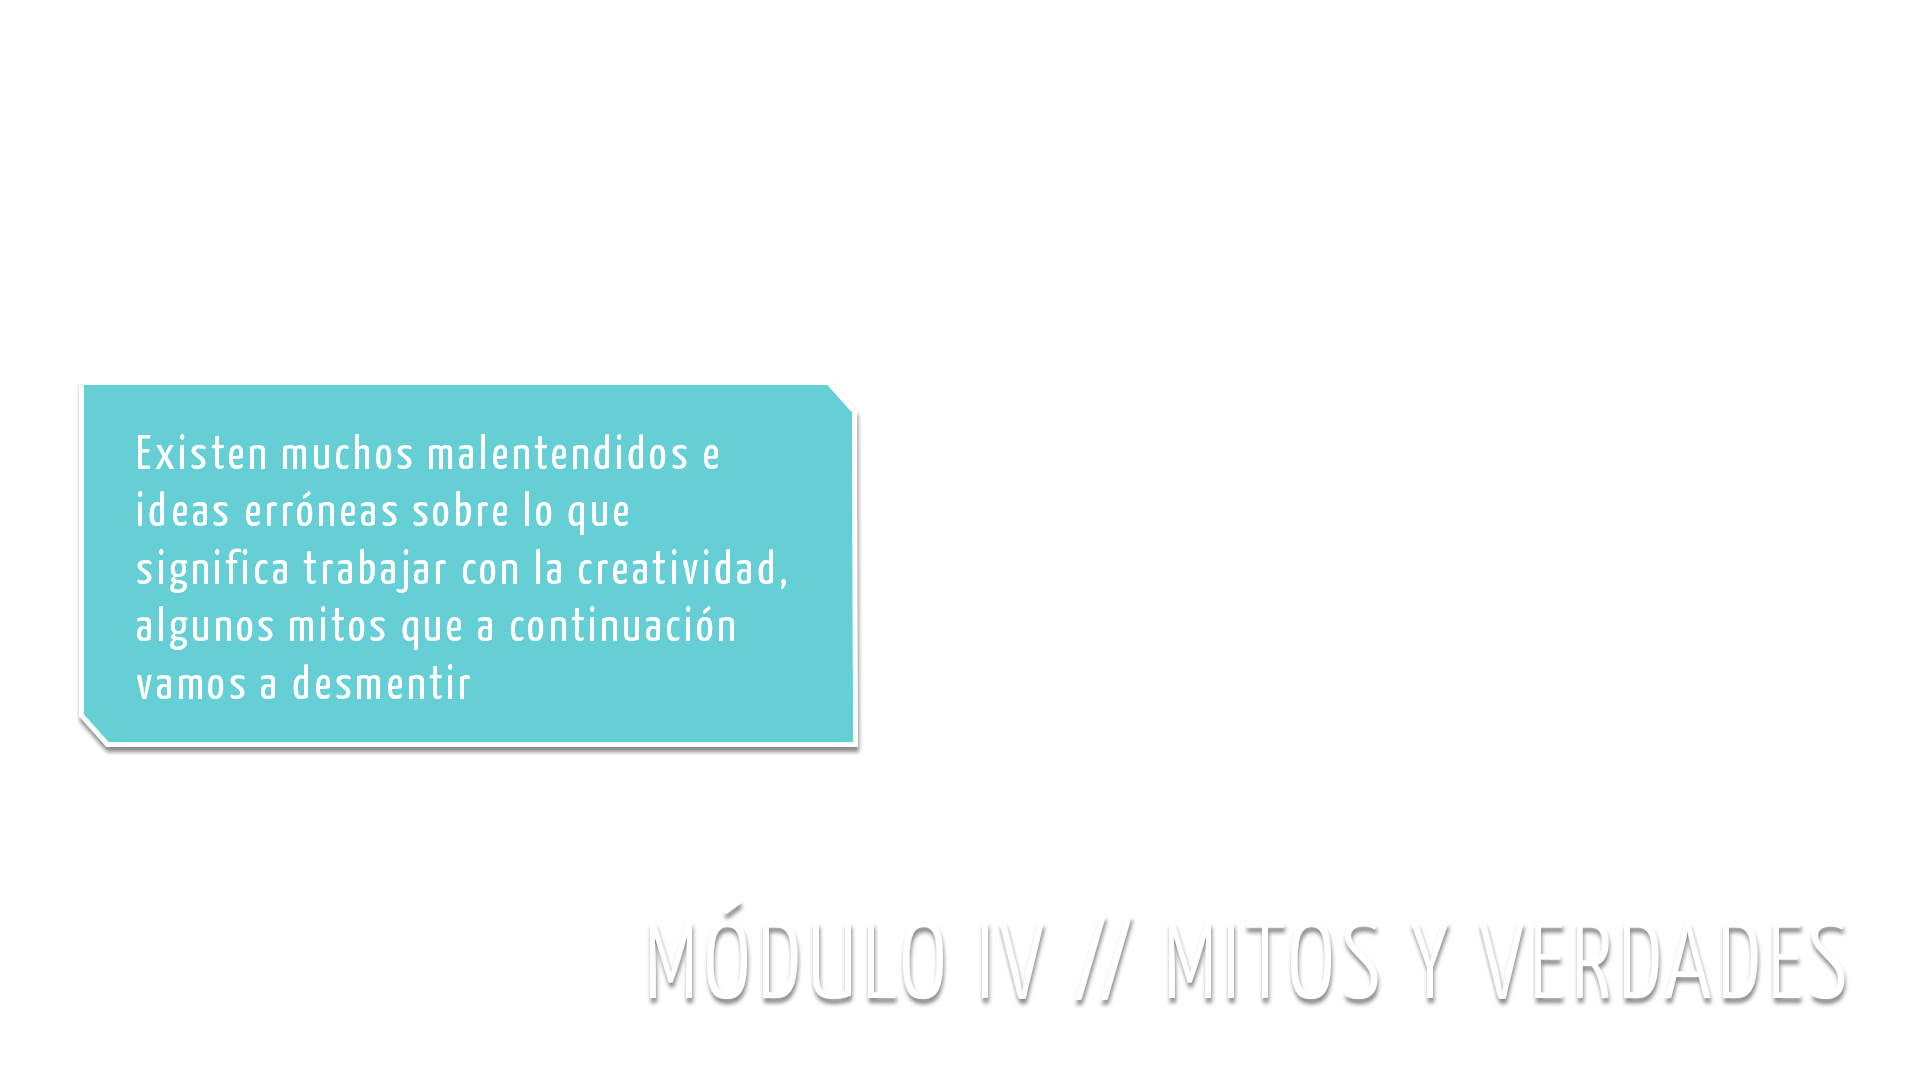 Existen muchos malentendidos e
ideas erróneas sobre lo que
significa trabajar con la creatividad,
algunos mitos que a continuación
vamos a desmentir
MÓDULO IV // MITOS Y VERDADES